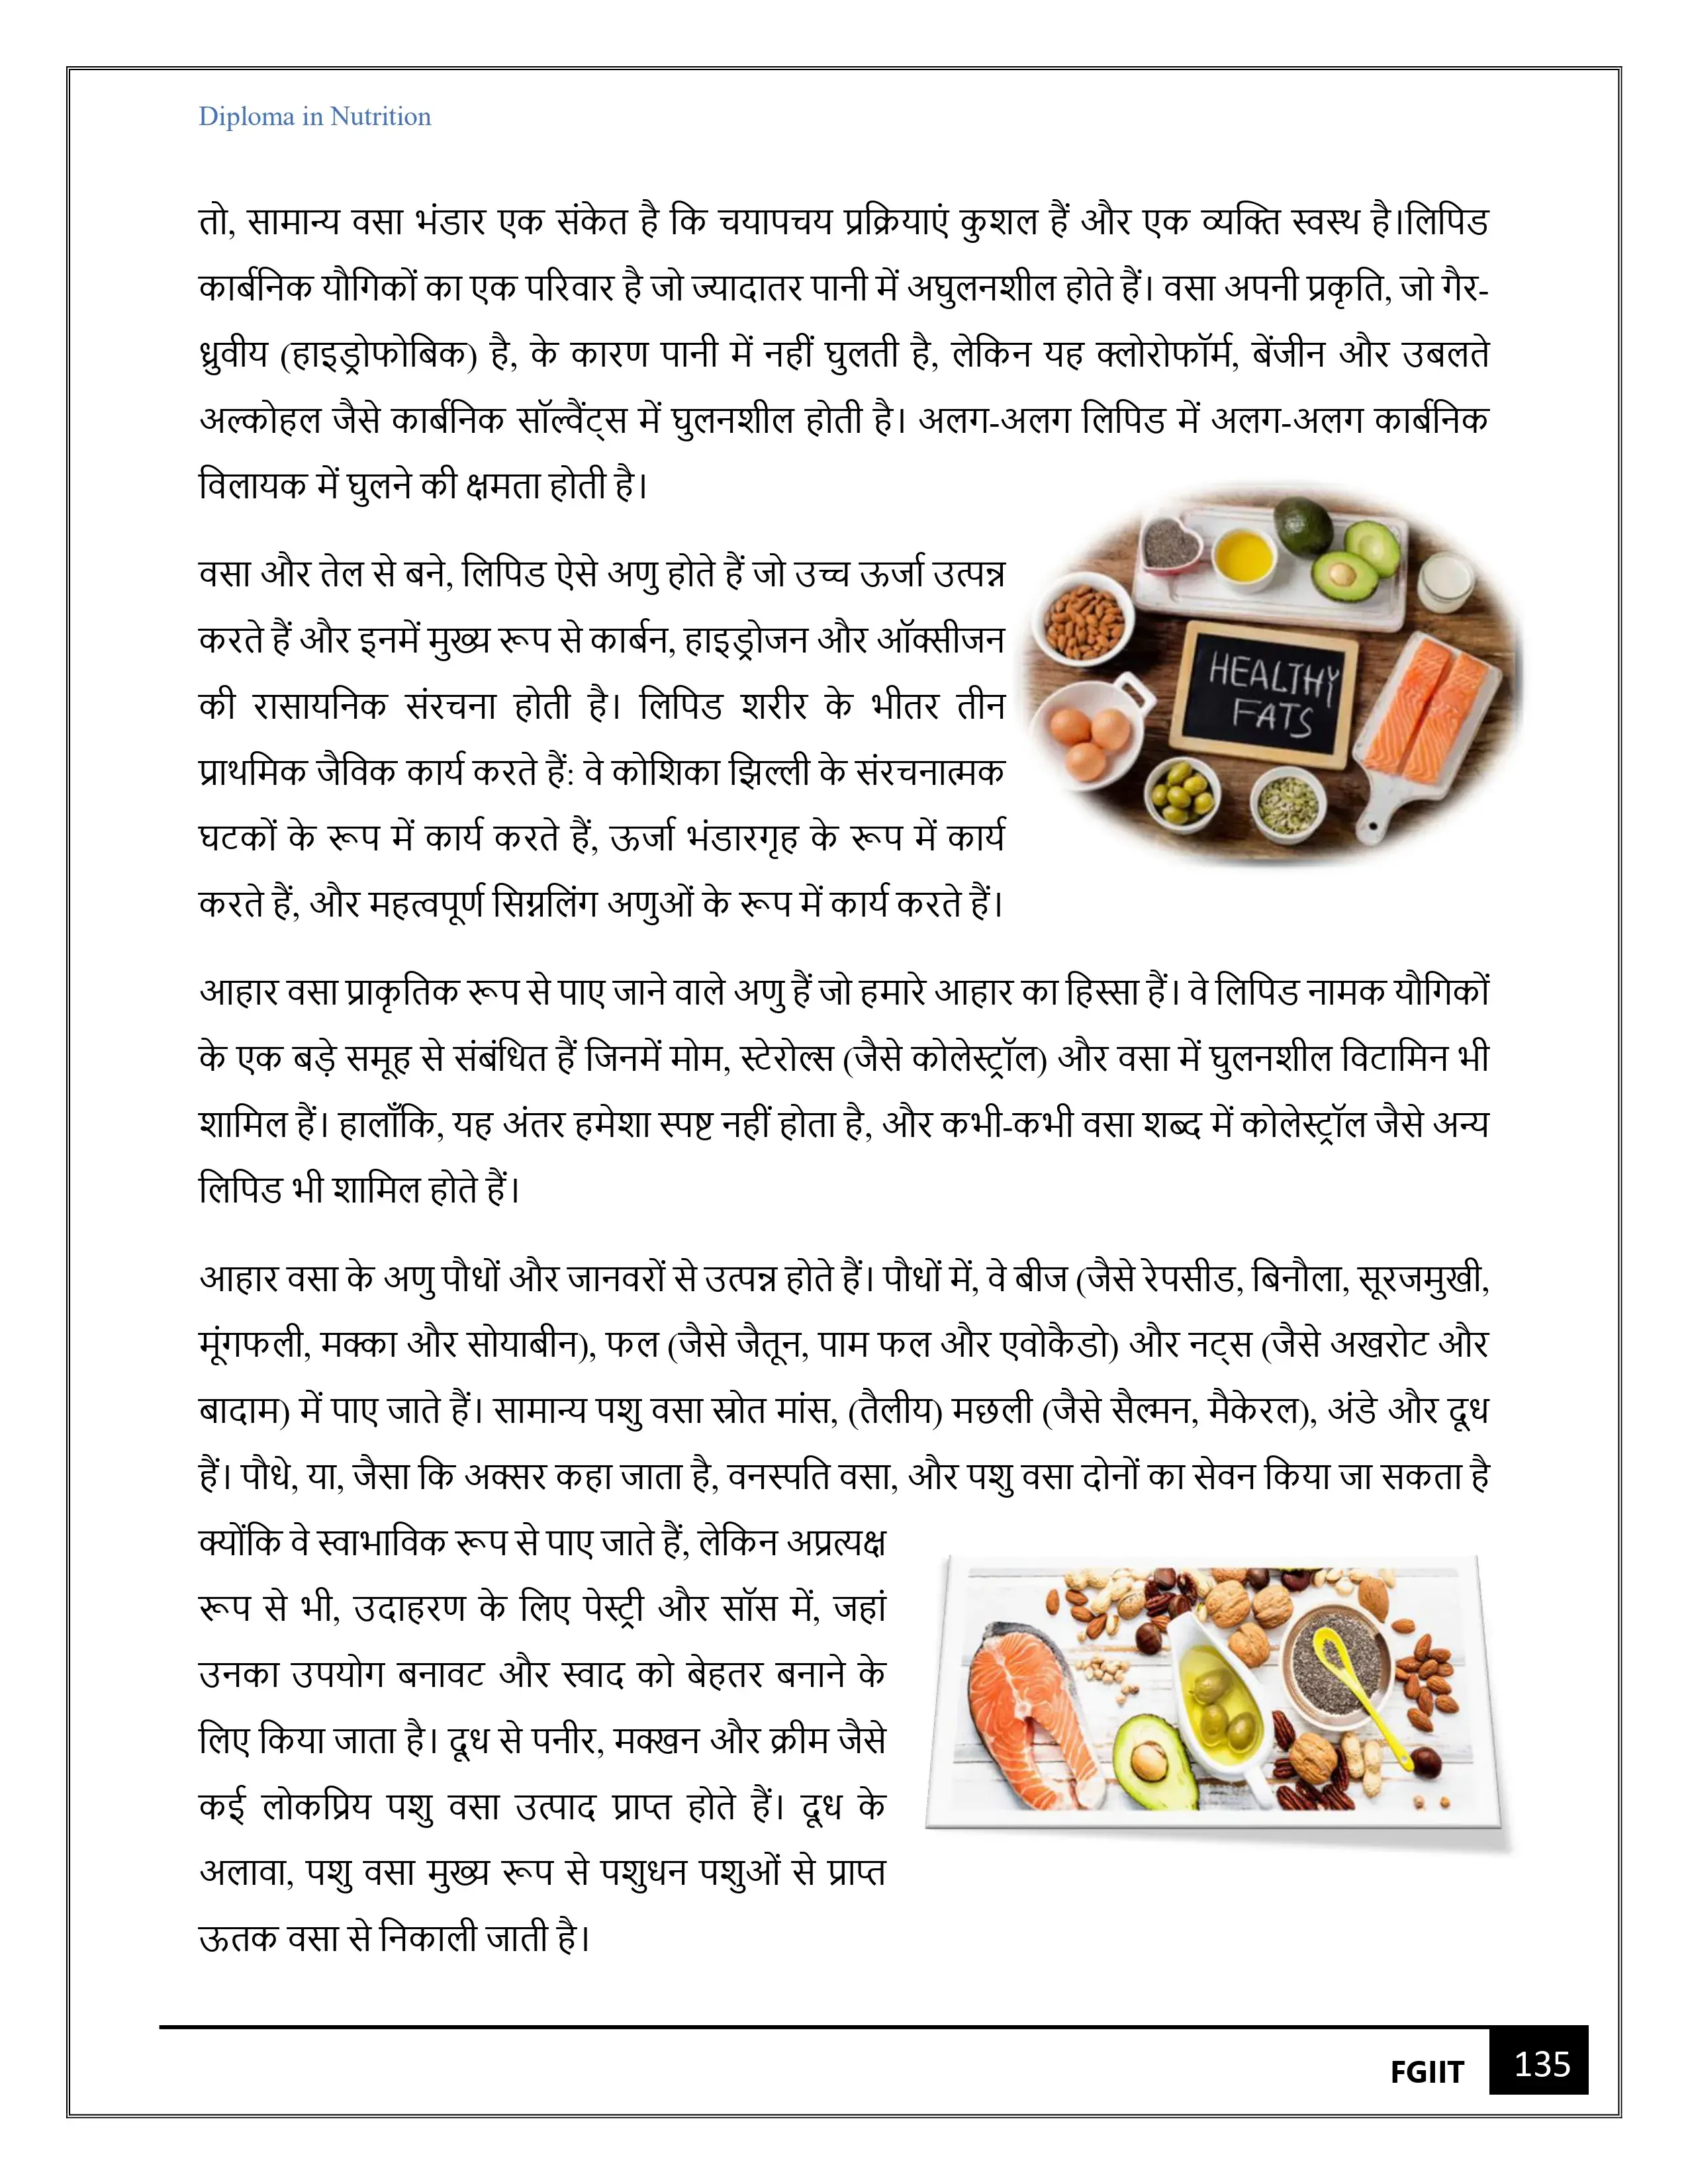 Diploma in Nutrition
तो, सामान्य वसा भंडार एक संकेत है कि चयापचय प्रक्रियाएं कुशल हैं और एक व्यक्ति स्वस्थ है।लिपिड
कार्बनिक यौगिकों का एक परिवार है जो ज्यादातर पानी में अघुलनशील होते हैं। वसा अपनी प्रकृति, जो गैर-
ध्रुवीय (हाइड्रोफोबिक) है, के कारण पानी में नहीं घुलती है, लेकिन यह क्लोरोफॉर्म, बेंजीन और उबलते
अल्कोहल जैसे कार्बनिक सॉल्वैंट्स में घुलनशील होती है। अलग-अलग लिपिड में अलग-अलग कार्बनिक
विलायक में घुलने की क्षमता होती है।
वसा और तेल से बने, लिपिड ऐसे अणु होते हैं जो उच्च ऊर्जा उत्पन्न
करते हैं और इनमें मुख्य रूप से कार्बन, हाइड्रोजन और ऑक्सीजन
की रासायनिक संरचना होती है। लिपिड शरीर के भीतर तीन
प्राथमिक जैविक कार्य करते हैं: वे कोशिका झिल्ली के संरचनात्मक
घटकों के रूप में कार्य करते हैं, ऊर्जा भंडारगृह के रूप में कार्य
करते हैं, और महत्वपूर्ण सिग्नलिंग अणुओं के रूप में कार्य करते हैं।
HEALTHY
FATS
आहार वसा प्राकृतिक रूप से पाए जाने वाले अणु हैं जो हमारे आहार का हिस्सा हैं। वे लिपिड नामक यौगिकों
के एक बड़े समूह से संबंधित हैं जिनमें मोम, स्टेरोल्स (जैसे कोलेस्ट्रॉल) और वसा में घुलनशील विटामिन भी
शामिल हैं। हालाँकि, यह अंतर हमेशा स्पष्ट नहीं होता है, और कभी-कभी वसा शब्द में कोलेस्ट्रॉल जैसे अन्य
लिपिड भी शामिल होते हैं।
आहार वसा के अणु पौधों और जानवरों से उत्पन्न होते हैं। पौधों में, वे बीज (जैसे रेपसीड, बिनौला, सूरजमुखी,
मूंगफली, मक्का और सोयाबीन), फल (जैसे जैतून, पाम फल और एवोकैडो) और नट्स (जैसे अखरोट और
बादाम) में पाए जाते हैं। सामान्य पशु वसा स्रोत मांस, (तैलीय) मछली (जैसे सैल्मन, मैकेरल), अंडे और दूध
हैं। पौधे, या, जैसा कि अक्सर कहा जाता है, वनस्पति वसा, और पशु वसा दोनों का सेवन किया जा सकता है
क्योंकि वे स्वाभाविक रूप से पाए जाते हैं, लेकिन अप्रत्यक्ष
रूप से भी, उदाहरण के लिए पेस्ट्री और सॉस में, जहां
उनका उपयोग बनावट और स्वाद को बेहतर बनाने के
लिए किया जाता है। दूध से पनीर, मक्खन और क्रीम जैसे
कई लोकप्रिय पशु वसा उत्पाद प्राप्त होते हैं। दूध के
अलावा, पशु वसा मुख्य रूप से पशुधन पशुओं से प्राप्त
ऊतक वसा से निकाली जाती है।
FGIIT 135